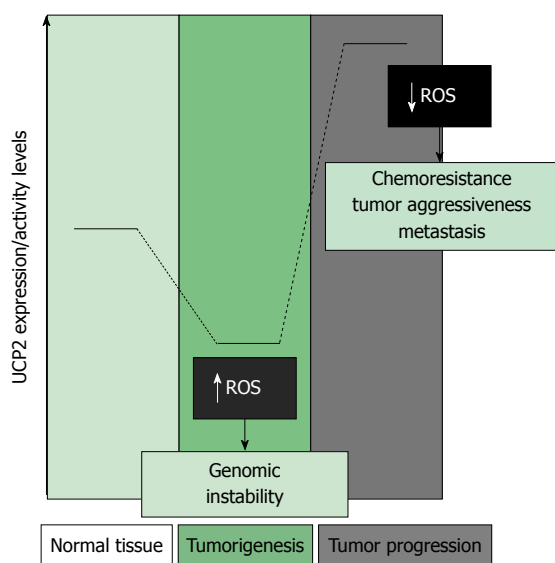 UCP2 expression/activity levels
↓ ROS
Chemoresistance
tumor aggressiveness
metastasis
↑ ROS
Genomic
instability
Normal tissue
Tumorigenesis
Tumor progression